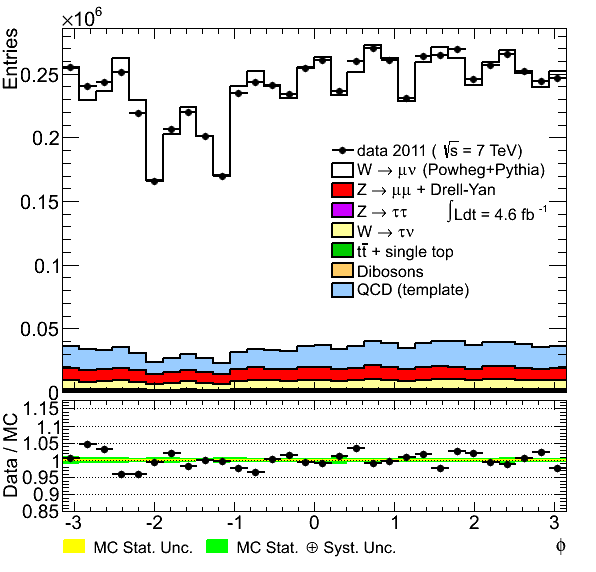 ×10⁶
Entries
0.25
0.2
0.15
0.1
0.05
0
data 2011 ( √s = 7 TeV)
W → μν (Powheg+Pythia)
Z → μμ + Drell-Yan
Z → ττ
∫Ldt = 4.6 fb⁻¹
W → τν
tt̅ + single top
Dibosons
QCD (template)
Data / MC
1.15
1.1
1.05
1
0.95
0.9
0.85
-3 -2 -1 0 1 2 3
MC Stat. Unc. MC Stat. ⊕ Syst. Unc. ϕ